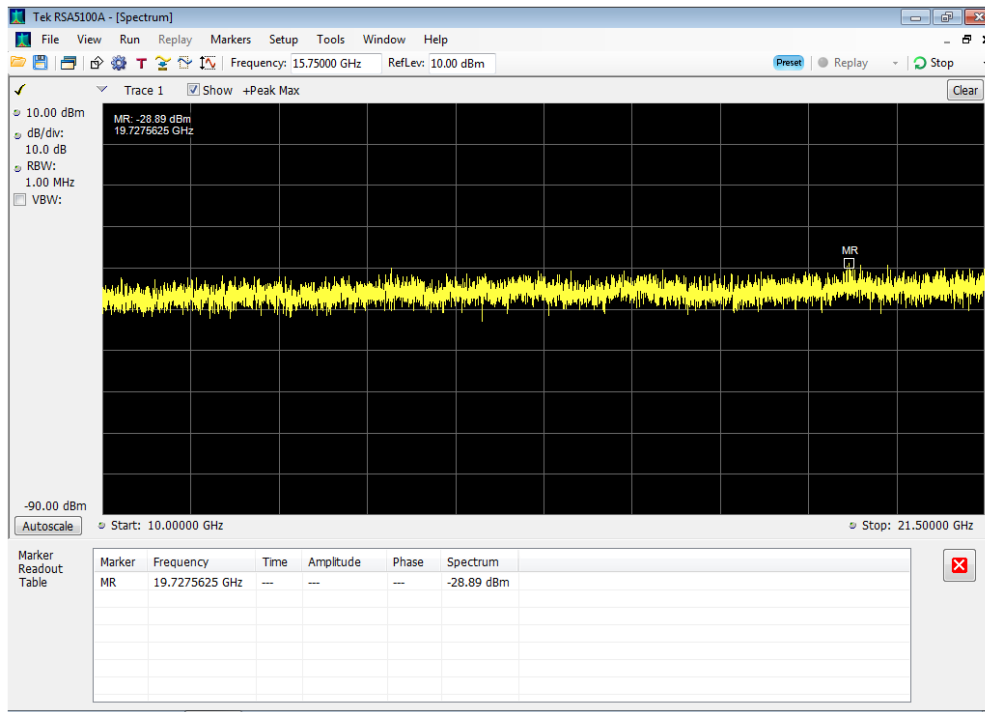 Tek RSA5100A - [Spectrum]
File View Run Replay Markers Setup Tools Window Help
T Frequency: 15.75000 GHz RefLev: 10.00 dBm Preset Replay Stop
Trace 1 Show +Peak Max Clear
10.00 dBm
dB/div:
10.0 dB
RBW:
1.00 MHz
VBW:
MR: -28.89 dBm
19.7275625 GHz
MR
-90.00 dBm
Autoscale Start: 10.00000 GHz Stop: 21.50000 GHz
Marker
Readout
Table
Marker Frequency Time Amplitude Phase Spectrum
MR 19.7275625 GHz --- --- --- -28.89 dBm